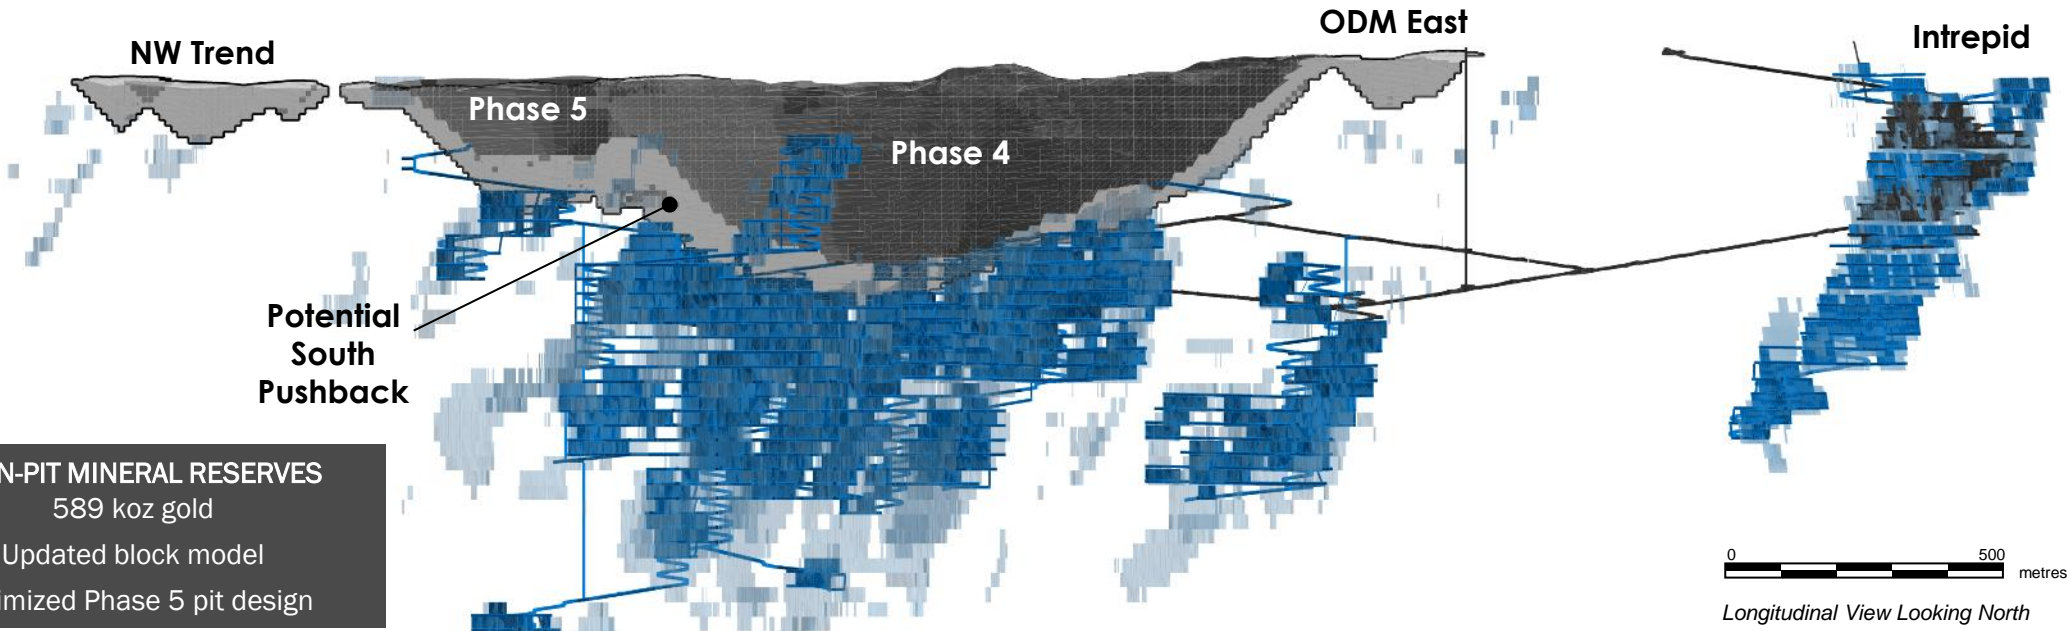 ODM East
NW Trend
Intrepid
Phase 5
Phase 4
Potential
South
Pushback
N-PIT MINERAL RESERVES
589 koz gold
Updated block model
imized Phase 5 pit design
0 500
metres
Longitudinal View Looking North